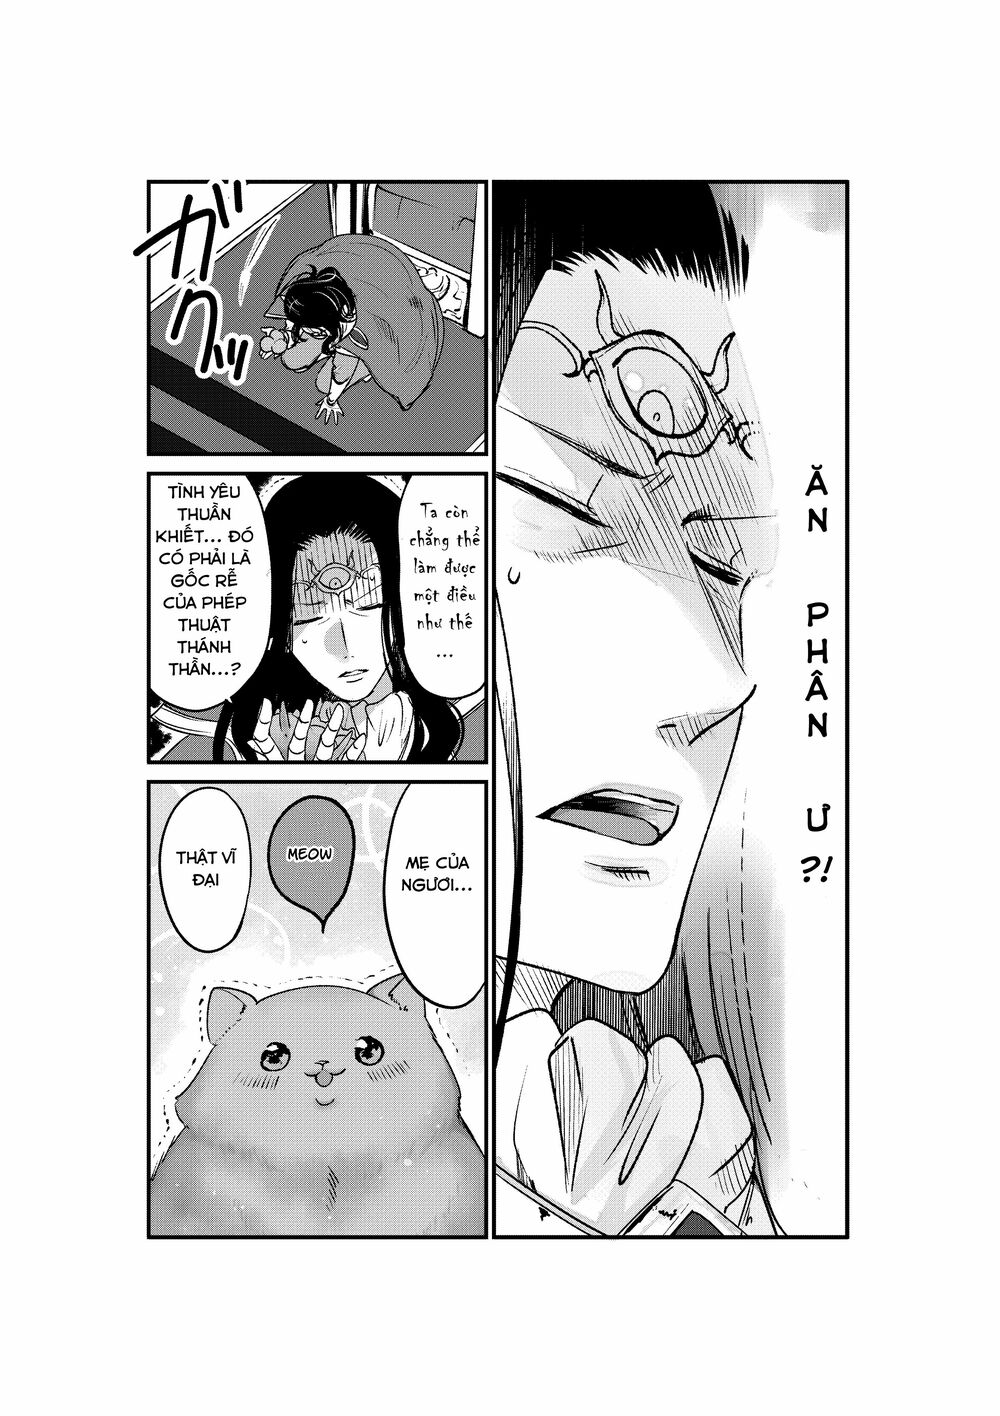 ĂN
PHÂN
Ư
?!
ガクッ
Ta còn
chẳng thể
làm được
một điều
như thế
...
TÌNH YÊU
THUẦN
KHIẾT... ĐÓ
CÓ PHẢI LÀ
GỐC RỄ
CỦA PHÉP
THUẬT
THÁNH
THẦN...?
MẸ CỦA
NGƯƠI...
MEOW
THẬT VĨ
ĐẠI